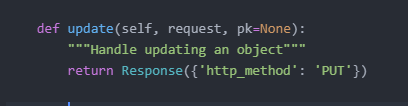 def update(self, request, pk=None):
    """Handle updating an object"""
    return Response({'http_method': 'PUT'})